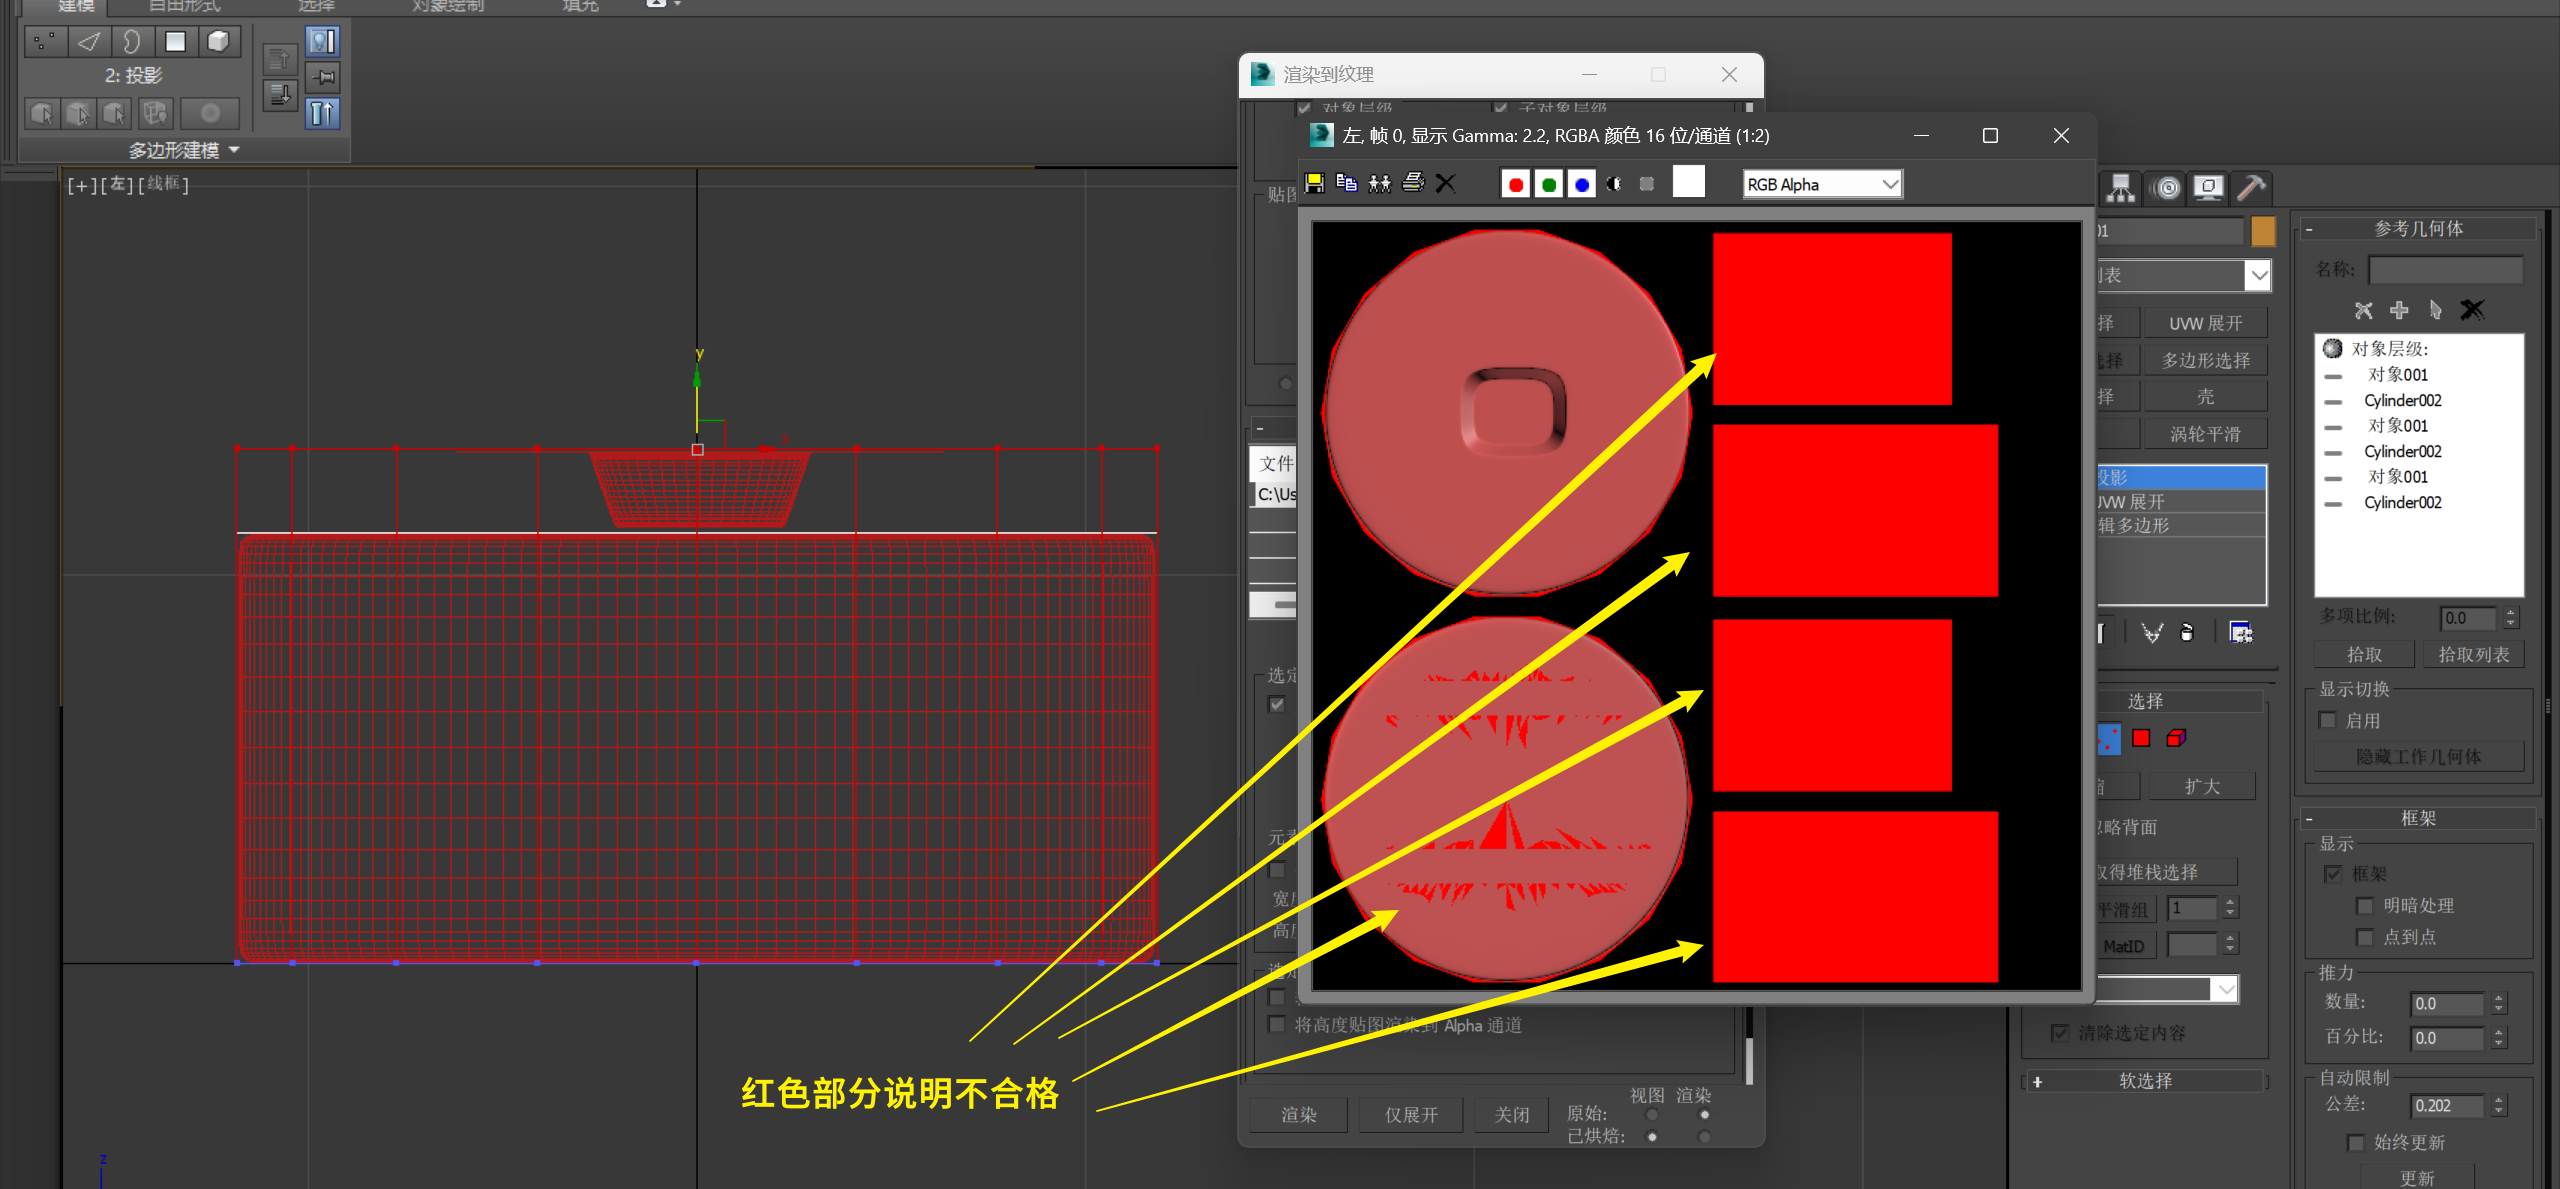 建模
自由形式
选择
对象绘制
填充
2: 投影
多边形建模
[+][左][线框]
y
x
z
渲染到纹理
对象层级
子对象层级
左, 帧 0, 显示 Gamma: 2.2, RGBA 颜色 16 位/通道 (1:2)
RGB Alpha
贴图
文件
C:\Us
选定
元素
宽度
高度
将高度贴图渲染到 Alpha 通道
渲染
仅展开
关闭
视图 渲染
原始:
已烘焙:
红色部分说明不合格
01
列表
择
UVW 展开
选择
多边形选择
择
壳
涡轮平滑
投影
UVW 展开
辑多边形
选择
扩大
忽略背面
取得堆栈选择
平滑组
1
MatID
清除选定内容
+ 软选择
- 参考几何体
名称:
对象层级:
对象001
Cylinder002
对象001
Cylinder002
对象001
Cylinder002
多项比例:
0.0
拾取
拾取列表
显示切换
启用
隐藏工作几何体
- 框架
显示
框架
明暗处理
点到点
推力
数量:
0.0
百分比:
0.0
自动限制
公差:
0.202
始终更新
更新